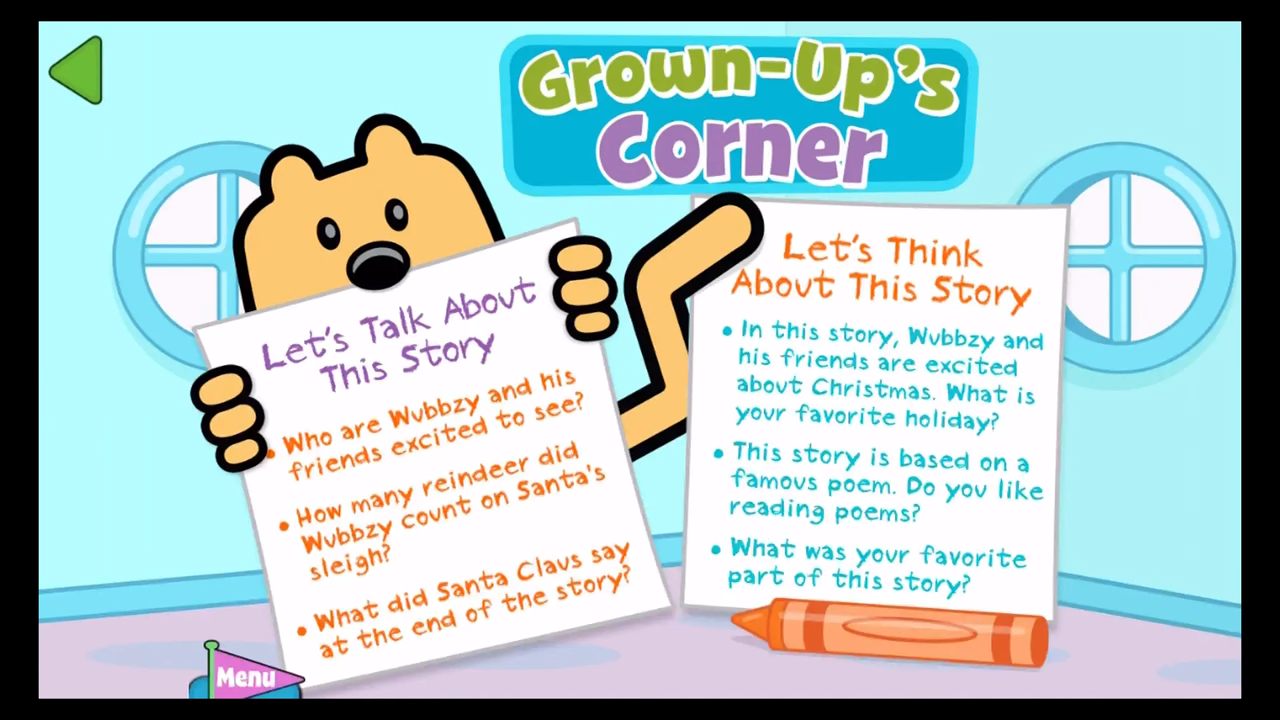 Grown-Up's
Corner
Let's Talk About
This Story
• Who are Wubbzy and his
friends excited to see?
• How many reindeer did
Wubbzy count on Santa's
sleigh?
• What did Santa Claus say
at the end of the story?
Let's Think
About This Story
• In this story, Wubbzy and
his friends are excited
about Christmas. What is
your favorite holiday?
• This story is based on a
famous poem. Do you like
reading poems?
• What was your favorite
part of this story?
Menu